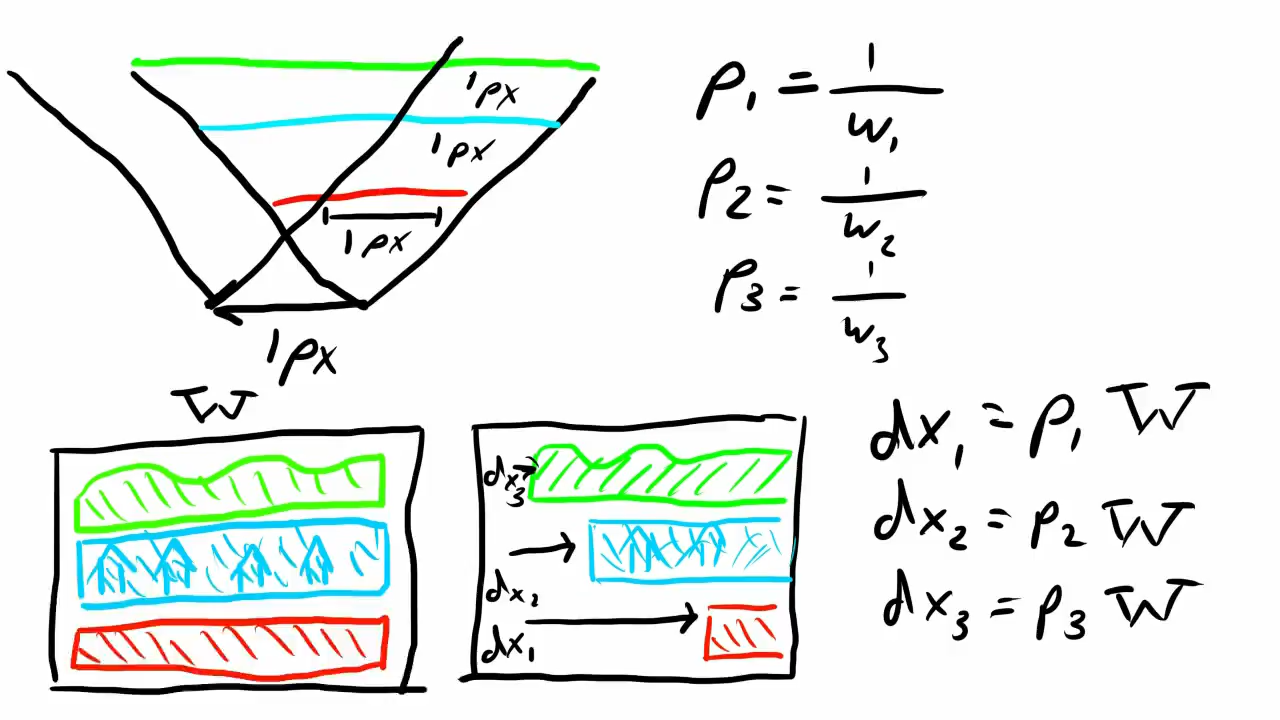 1px
1px
1px
1px
W
dx3
dx2
dx1
ρ1 = 1/w1
ρ2 = 1/w2
ρ3 = 1/w3
dx1 = ρ1 W
dx2 = ρ2 W
dx3 = ρ3 W